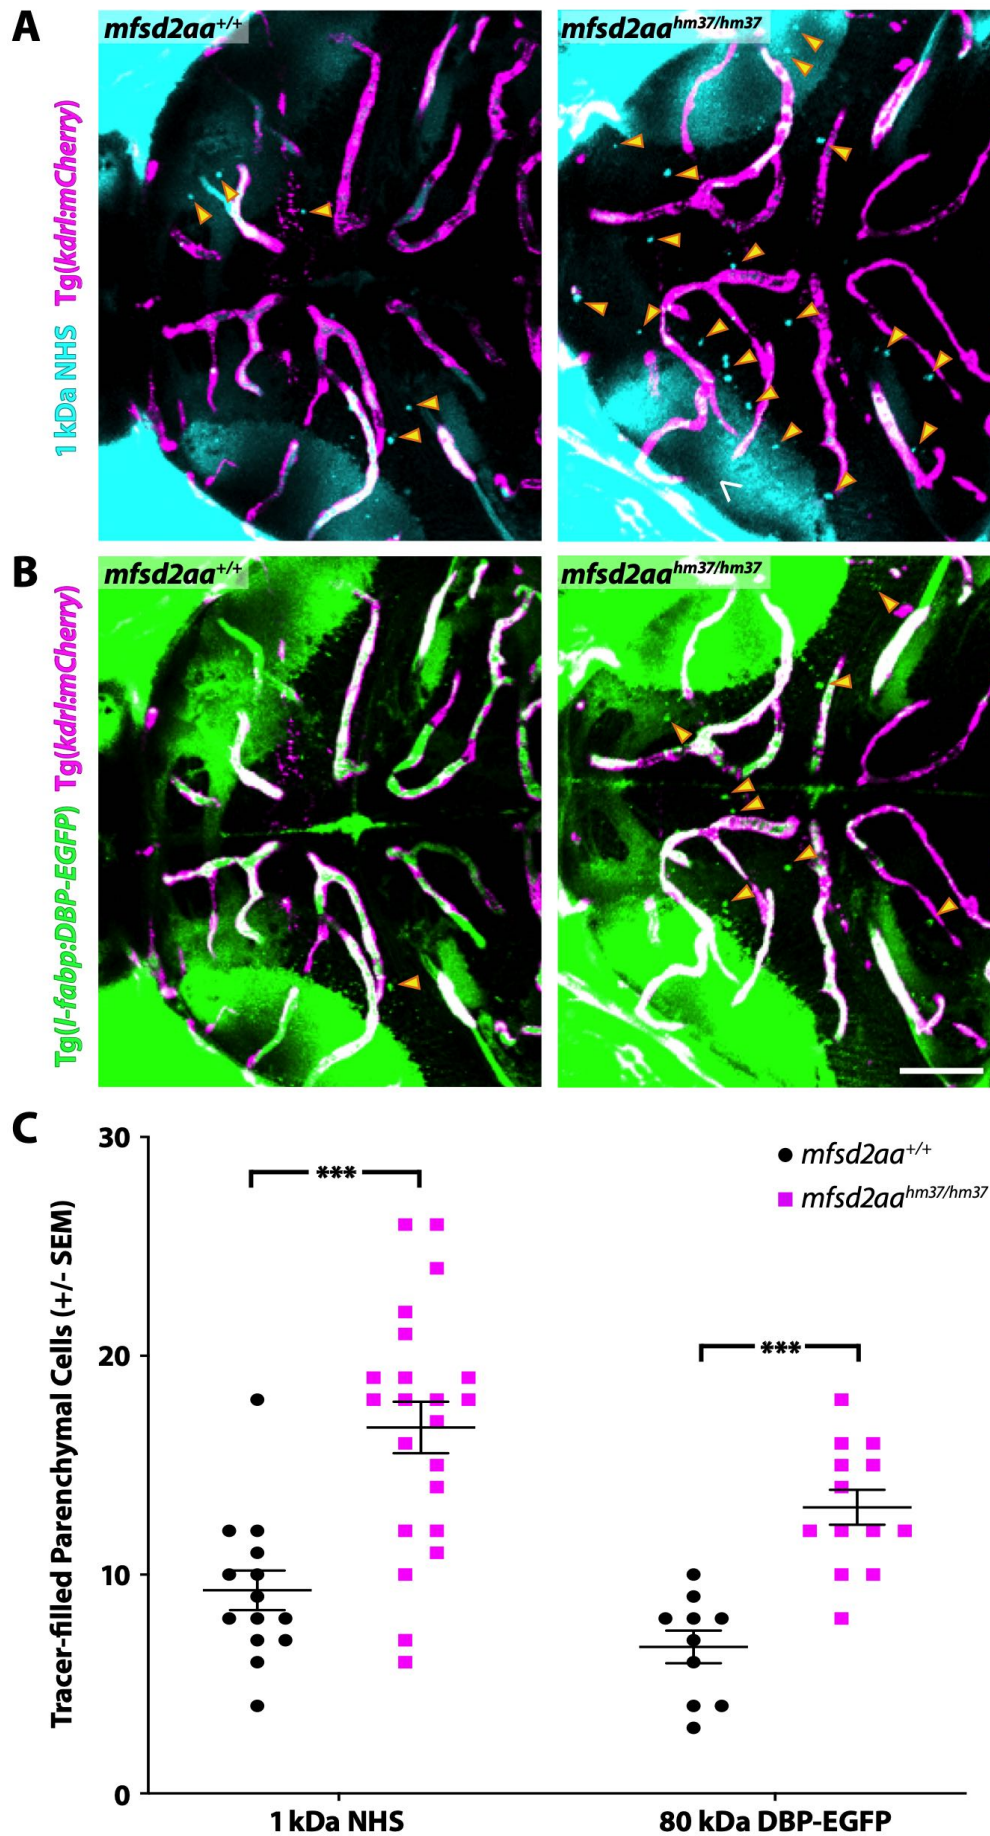 A
mfsd2aa+/+
mfsd2aahm37/hm37
1 kDa NHS Tg(kdrl:mCherry)
B
mfsd2aa+/+
mfsd2aahm37/hm37
Tg(l-fabp:DBP-EGFP) Tg(kdrl:mCherry)
C
Tracer-filled Parenchymal Cells (+/- SEM)
30
20
10
0
***
***
mfsd2aa+/+
mfsd2aahm37/hm37
1 kDa NHS
80 kDa DBP-EGFP